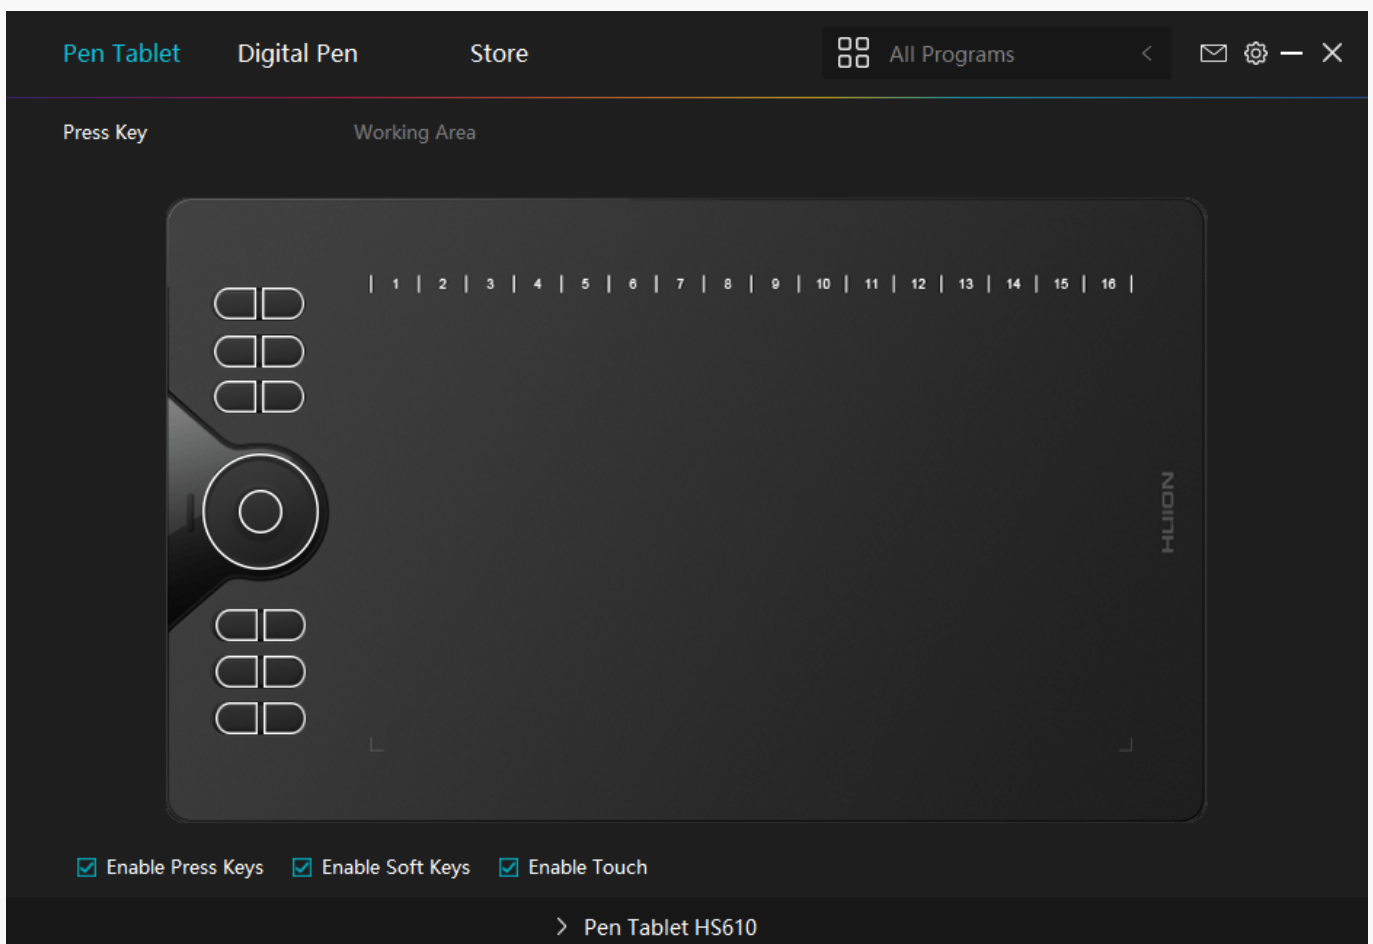 Pen Tablet Digital Pen Store All Programs
Press Key Working Area
| 1 | 2 | 3 | 4 | 5 | 6 | 7 | 8 | 9 | 10 | 11 | 12 | 13 | 14 | 15 | 16 |
HUION
Enable Press Keys Enable Soft Keys Enable Touch
> Pen Tablet HS610